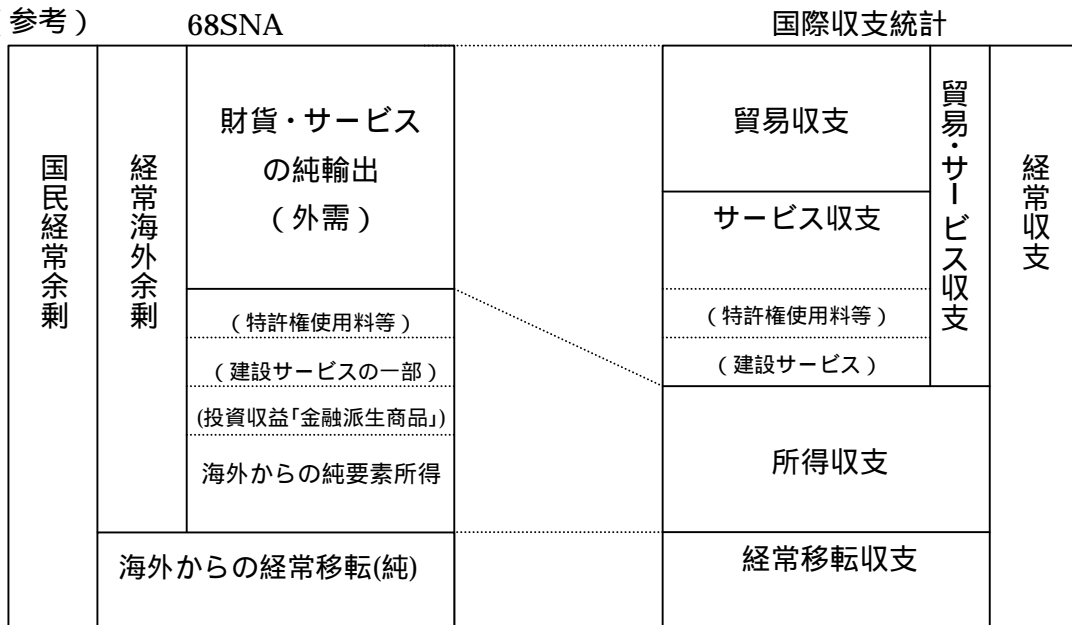 (参考)
68SNA
国際収支統計
国民経常余剰
経常海外余剰
財貨・サービス
の純輸出
(外需)
(特許権使用料等)
(建設サービスの一部)
(投資収益「金融派生商品」)
海外からの純要素所得
海外からの経常移転(純)
貿易収支
サービス収支
(特許権使用料等)
(建設サービス)
貿易・サービス収支
所得収支
経常移転収支
経常収支